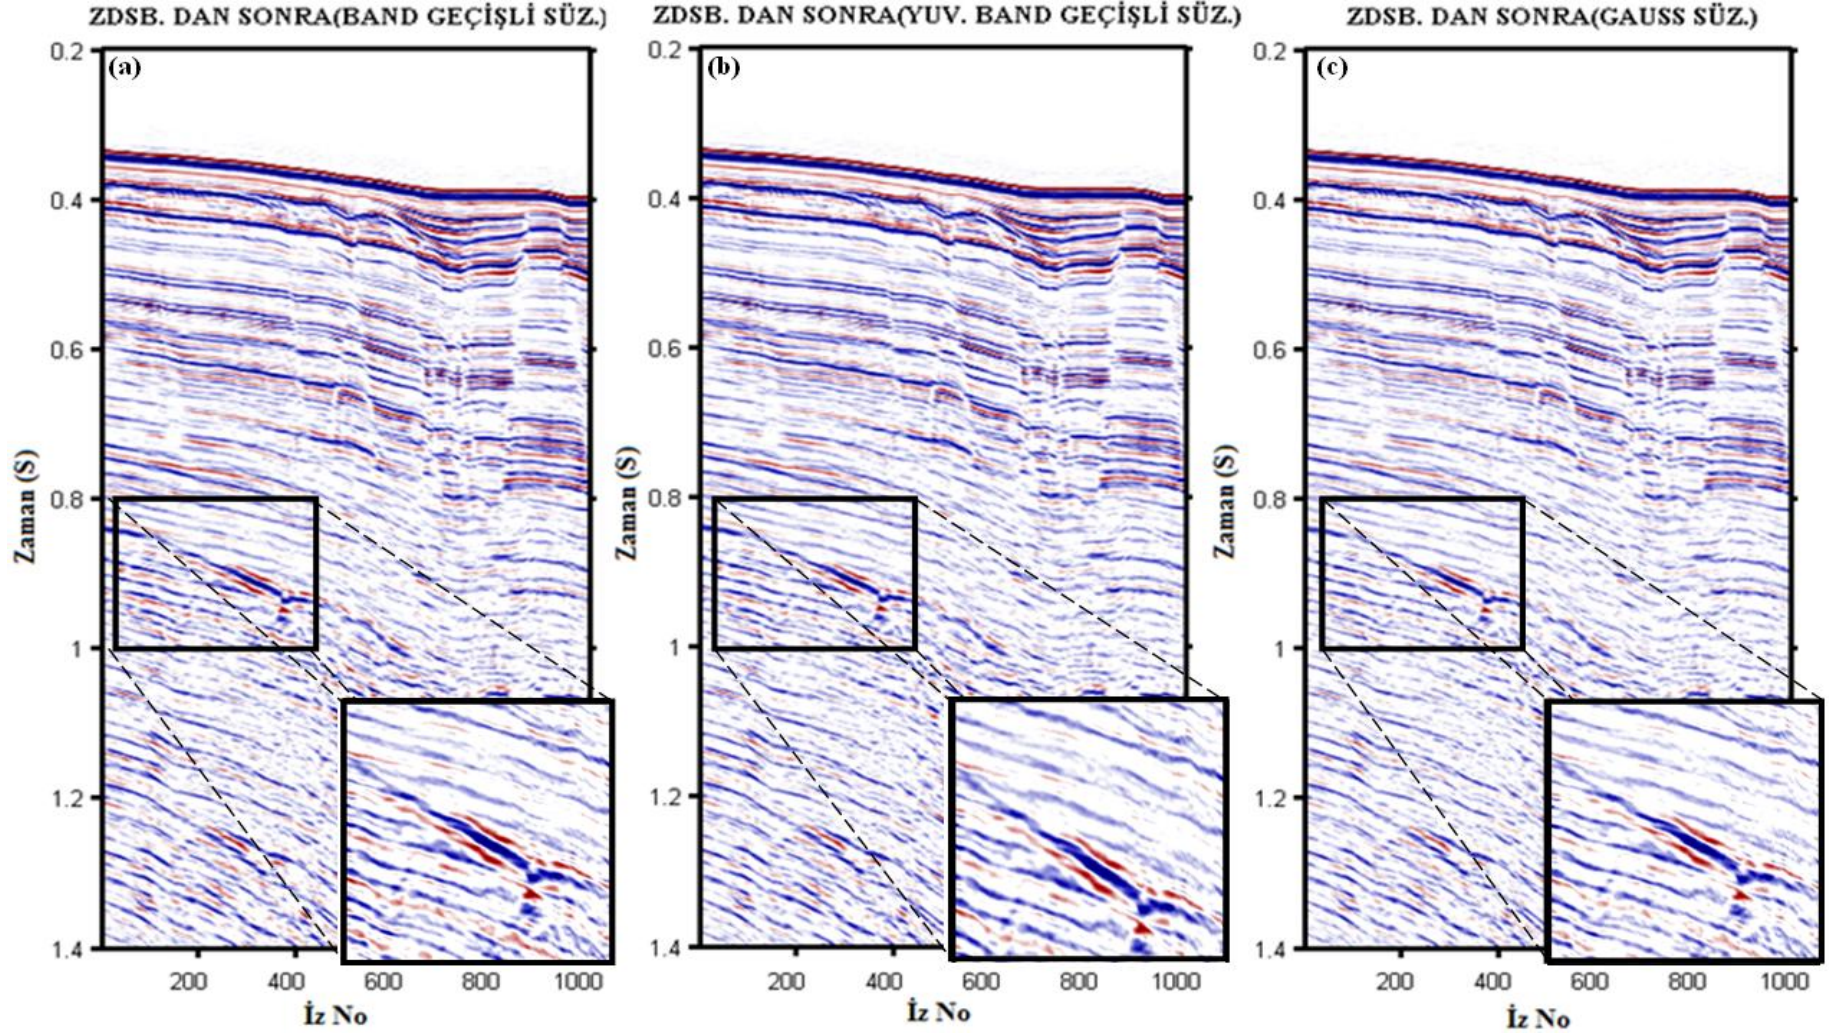 ZDSB. DAN SONRA(BAND GEÇİŞLİ SÜZ.)
(a)
0.2
0.4
0.6
0.8
1
1.2
1.4
Zaman (S)
200 400 600 800 1000
İz No
ZDSB. DAN SONRA(YUV. BAND GEÇİŞLİ SÜZ.)
(b)
0.2
0.4
0.6
0.8
1
1.2
1.4
Zaman (S)
200 400 600 800 1000
İz No
ZDSB. DAN SONRA(GAUSS SÜZ.)
(c)
0.2
0.4
0.6
0.8
1
1.2
1.4
Zaman (S)
200 400 600 800 1000
İz No